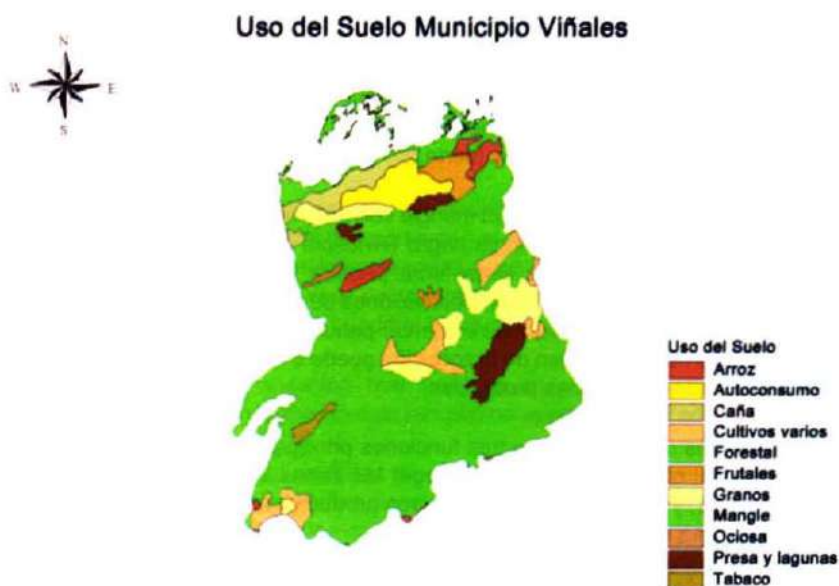 Uso del Suelo Municipio Viñales
N
W E
S
Uso del Suelo
Arroz
Autoconsumo
Caña
Cultivos varios
Forestal
Frutales
Granos
Mangle
Ociosa
Presa y lagunas
Tabaco